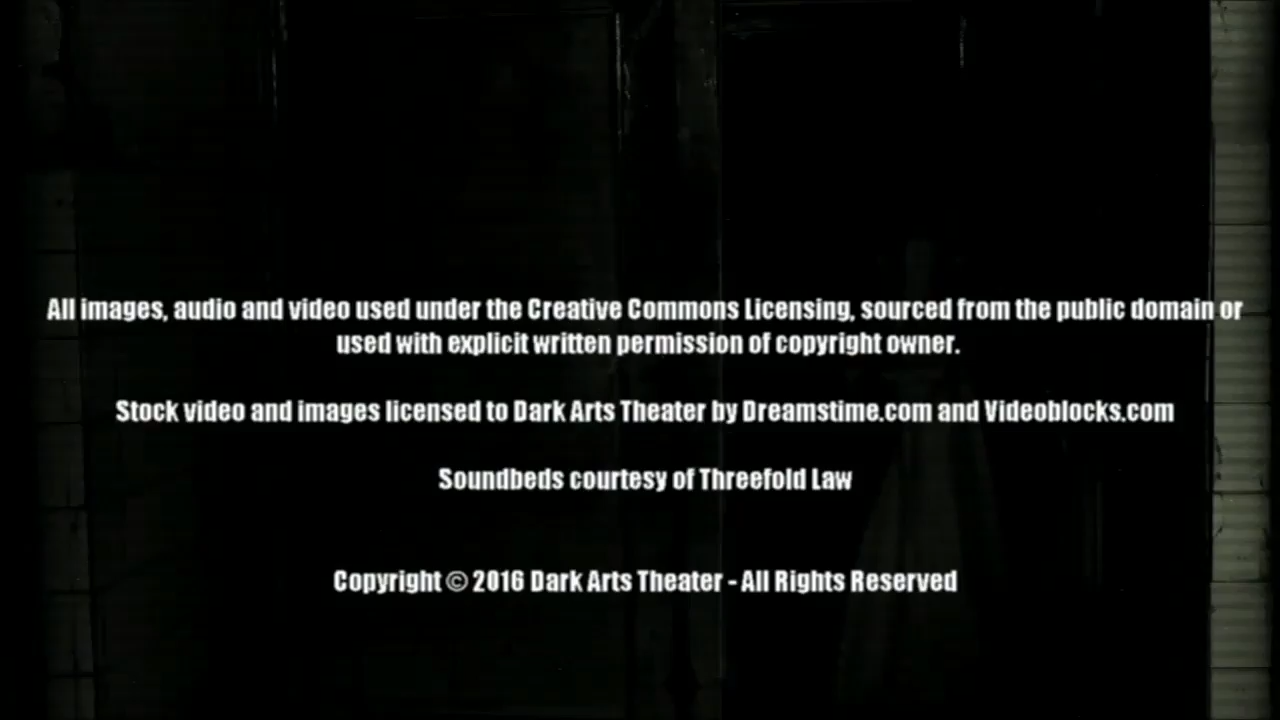 All images, audio and video used under the Creative Commons Licensing, sourced from the public domain or
used with explicit written permission of copyright owner.
Stock video and images licensed to Dark Arts Theater by Dreamstime.com and Videoblocks.com
Soundbeds courtesy of Threefold Law
Copyright © 2016 Dark Arts Theater - All Rights Reserved